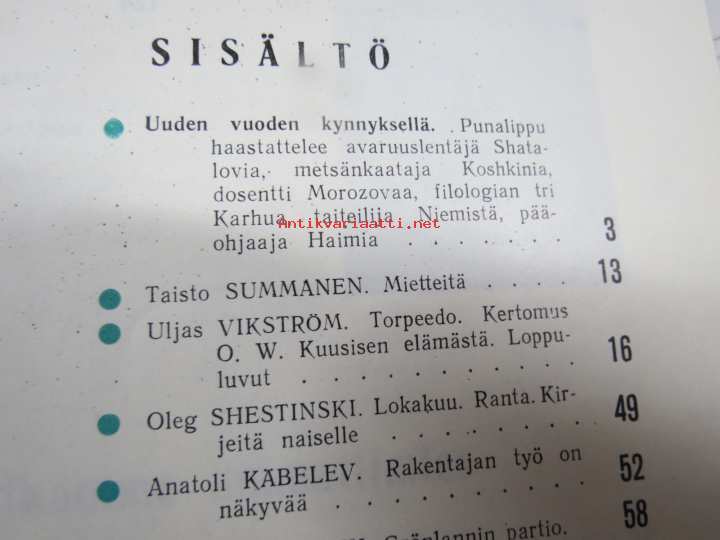 SISÄLTÖ
Uuden vuoden kynnyksellä. Punalippu
haastattelee avaruuslentäjä Shata-
lovia, metsänkaataja Koshkinia,
dosentti Morozovaa, filologian tri
Karhua, taiteilija Niemistä, pää-
Antikvariaatti.net
ohjaaja Haimia . . . . . . . 3
Taisto SUMMANEN. Mietteitä . . . . 13
Uljas VIKSTRÖM. Torpeedo. Kertomus
O. W. Kuusisen elämästä. Loppu-
luvut . . . . . . . . . . 16
Oleg SHESTINSKI. Lokakuu. Ranta. Kir-
jeitä naiselle . . . . . . . 49
Anatoli KABELEV. Rakentajan työ on
näkyvää . . . . . . . . . 52
Grönlannin partio.
58